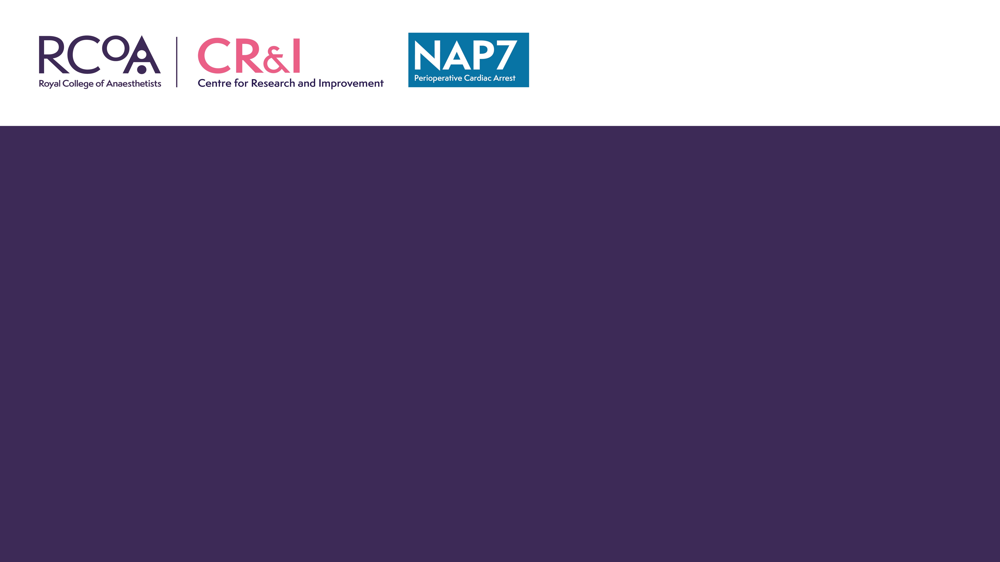 RCOA
Royal College of Anaesthetists
CR&I
Centre for Research and Improvement
NAP7
Perioperative Cardiac Arrest